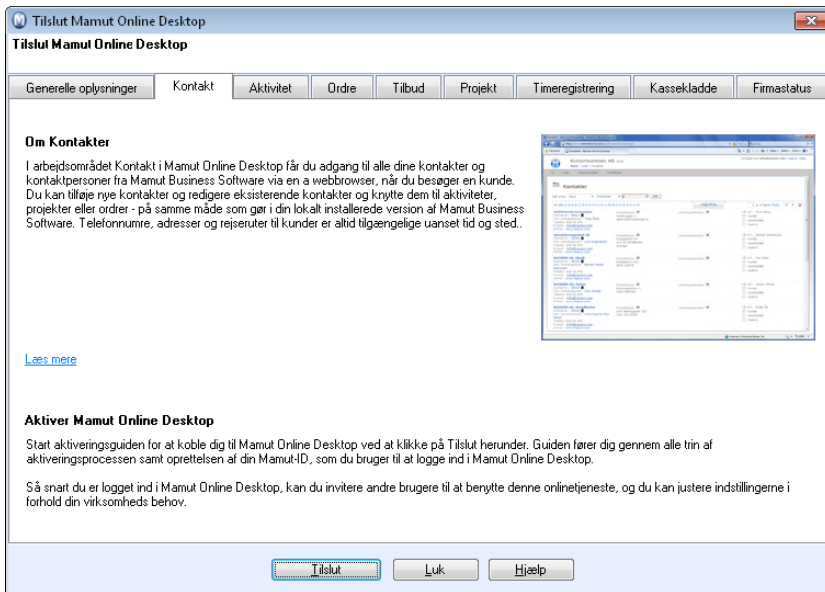 Tilslut Mamut Online Desktop
Tilslut Mamut Online Desktop
Generelle oplysninger Kontakt Aktivitet Ordre Tilbud Projekt Timeregistrering Kassekladde Firmastatus
Om Kontakter
I arbejdsområdet Kontakt i Mamut Online Desktop får du adgang til alle dine kontakter og
kontaktpersoner fra Mamut Business Software via en a webbrowser, når du besøger en kunde.
Du kan tilføje nye kontakter og redigere eksisterende kontakter og knytte dem til aktiviteter,
projekter eller ordrer - på samme måde som gør i din lokalt installerede version af Mamut Business
Software. Telefonnumre, adresser og rejseruter til kunder er altid tilgængelige uanset tid og sted..
Kontakter
Læs mere
Aktiver Mamut Online Desktop
Start aktiveringsguiden for at koble dig til Mamut Online Desktop ved at klikke på Tilslut herunder. Guiden fører dig gennem alle trin af
aktiveringsprocessen samt oprettelsen af din Mamut-ID, som du bruger til at logge ind i Mamut Online Desktop.
Så snart du er logget ind i Mamut Online Desktop, kan du invitere andre brugere til at benytte denne onlinetjeneste, og du kan justere indstillingerne i
forhold din virksomheds behov.
Tilslut Luk Hjælp